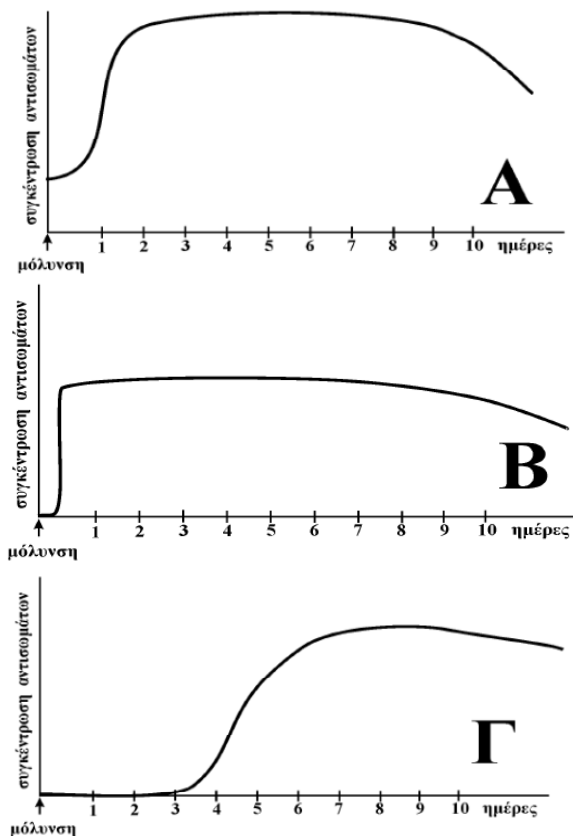 συγκέντρωση αντισωμάτων
Α
1 2 3 4 5 6 7 8 9 10 ημέρες
μόλυνση
συγκέντρωση αντισωμάτων
Β
1 2 3 4 5 6 7 8 9 10 ημέρες
μόλυνση
συγκέντρωση αντισωμάτων
Γ
1 2 3 4 5 6 7 8 9 10 ημέρες
μόλυνση